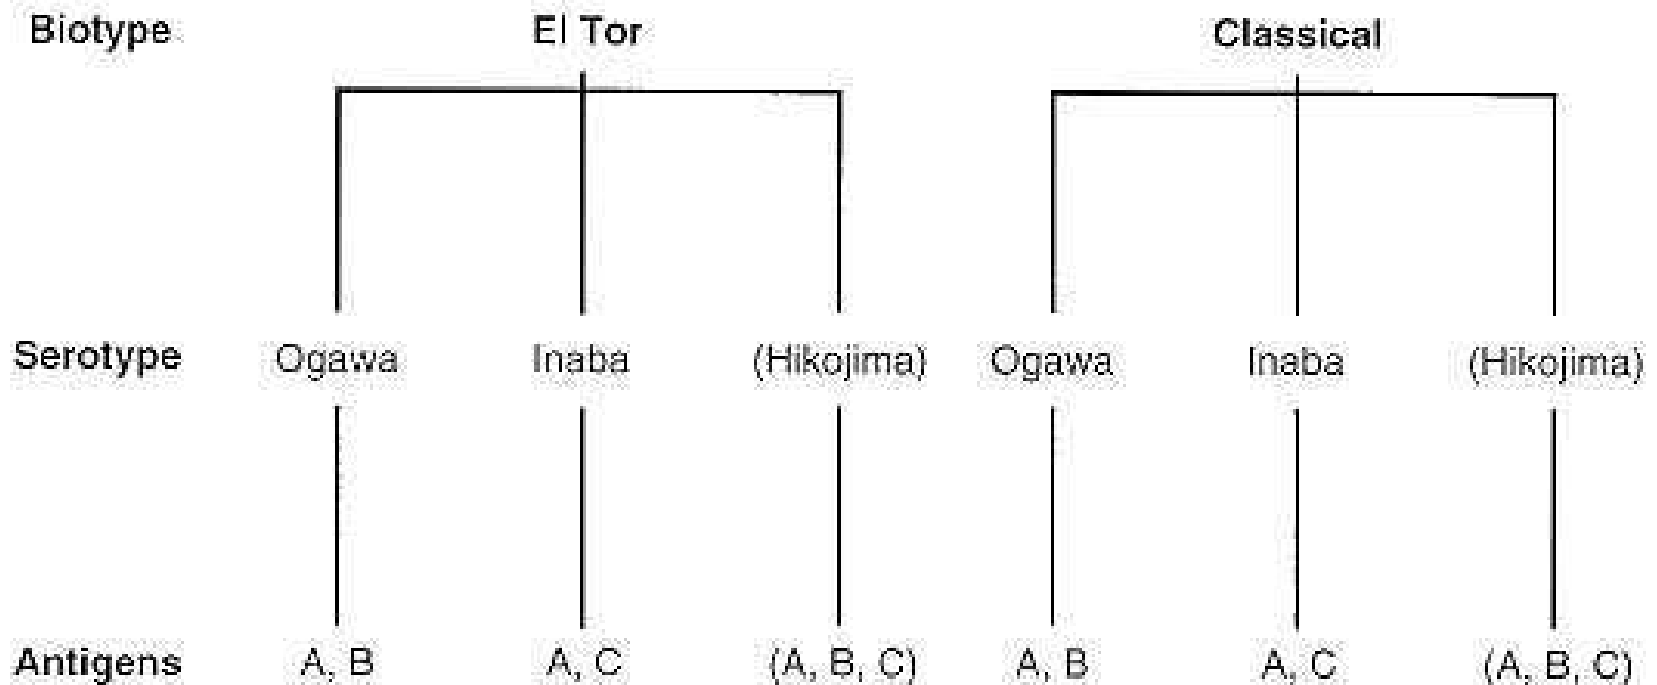 Biotype El Tor Classical
Serotype Ogawa Inaba (Hikojima) Ogawa Inaba (Hikojima)
Antigens A, B A, C (A, B, C) A, B A, C (A, B, C)